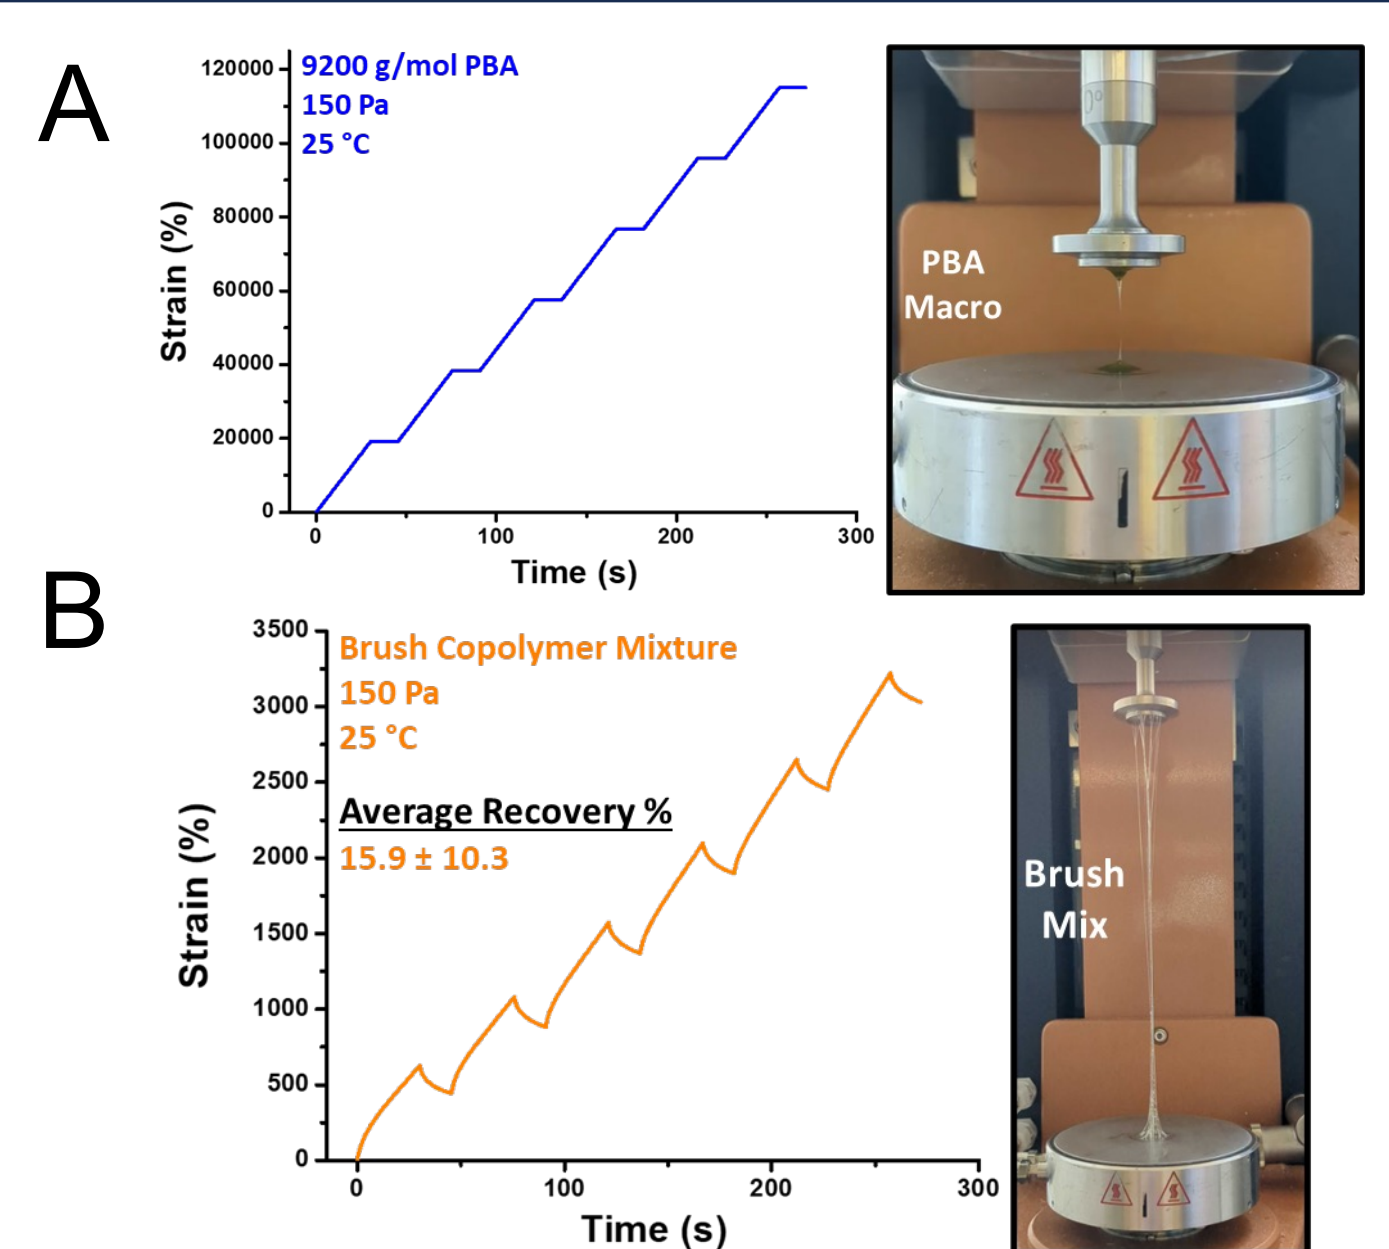 A
9200 g/mol PBA
150 Pa
25 °C
120000
100000
80000
60000
40000
20000
0
Strain (%)
0 100 200 300
Time (s)
0°
PBA
Macro
B
Brush Copolymer Mixture
150 Pa
25 °C
Average Recovery %
15.9 ± 10.3
3500
3000
2500
2000
1500
1000
500
0
Strain (%)
0 100 200 300
Time (s)
Brush
Mix